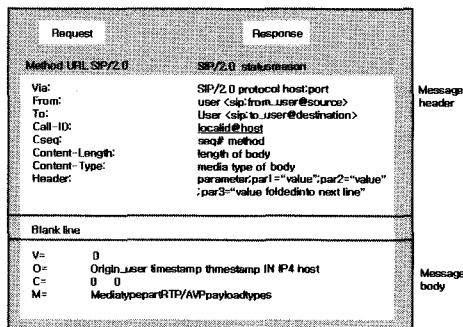 Request Response
Method URL SIP/2.0 SIP/2.0 statusreason
Via: SIP/2.0 protocol host:port
From: user <sip:from_user@source>
To: User <sip:to_user@destination>
Call-ID: localid@host
Cseq: seq# method
Content-Length: length of body
Content-Type: media type of body
Header: parameter;par1="value";par2="value"
;par3="value foldedinto next line"
Message
header
Blank line
V= 0
O= Origin_user timestamp thmestamp IN IP4 host
C= 0 0
M= MediatypepartRTP/AVPpayloadtypes
Message
body